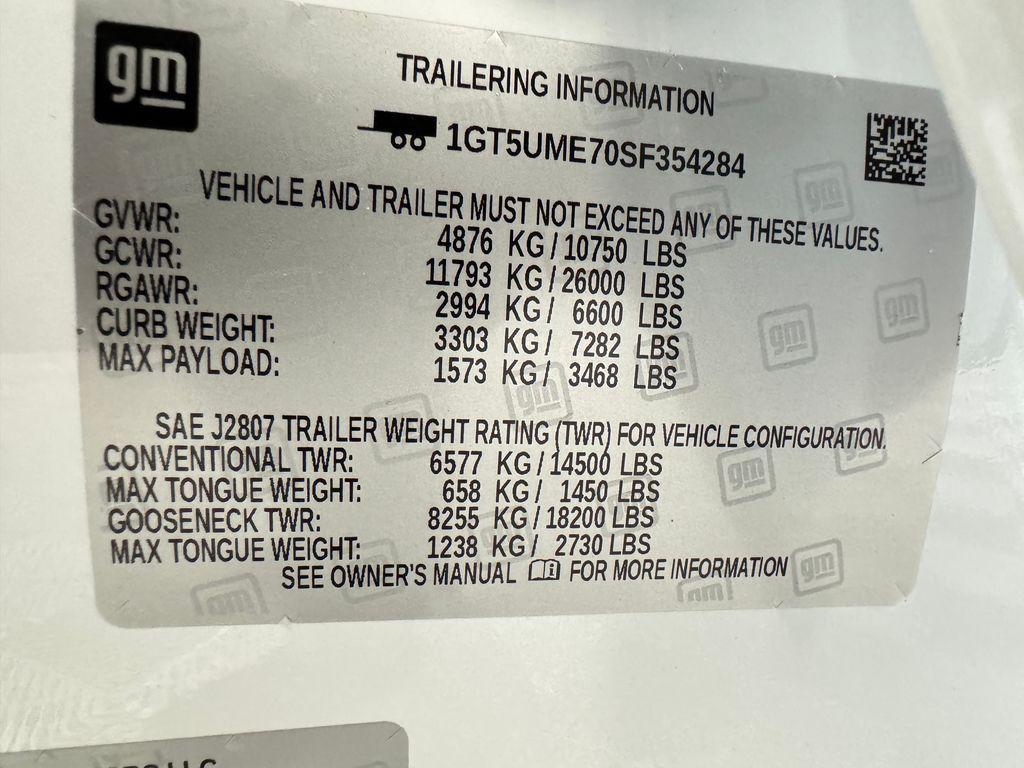 gm
TRAILERING INFORMATION
1GT5UME70SF354284
VEHICLE AND TRAILER MUST NOT EXCEED ANY OF THESE VALUES.
GVWR: 4876 KG / 10750 LBS
GCWR: 11793 KG / 26000 LBS
RGAWR: 2994 KG / 6600 LBS
CURB WEIGHT: 3303 KG / 7282 LBS
MAX PAYLOAD: 1573 KG / 3468 LBS
SAE J2807 TRAILER WEIGHT RATING (TWR) FOR VEHICLE CONFIGURATION.
CONVENTIONAL TWR: 6577 KG / 14500 LBS
MAX TONGUE WEIGHT: 658 KG / 1450 LBS
GOOSENECK TWR: 8255 KG / 18200 LBS
MAX TONGUE WEIGHT: 1238 KG / 2730 LBS
SEE OWNER'S MANUAL FOR MORE INFORMATION